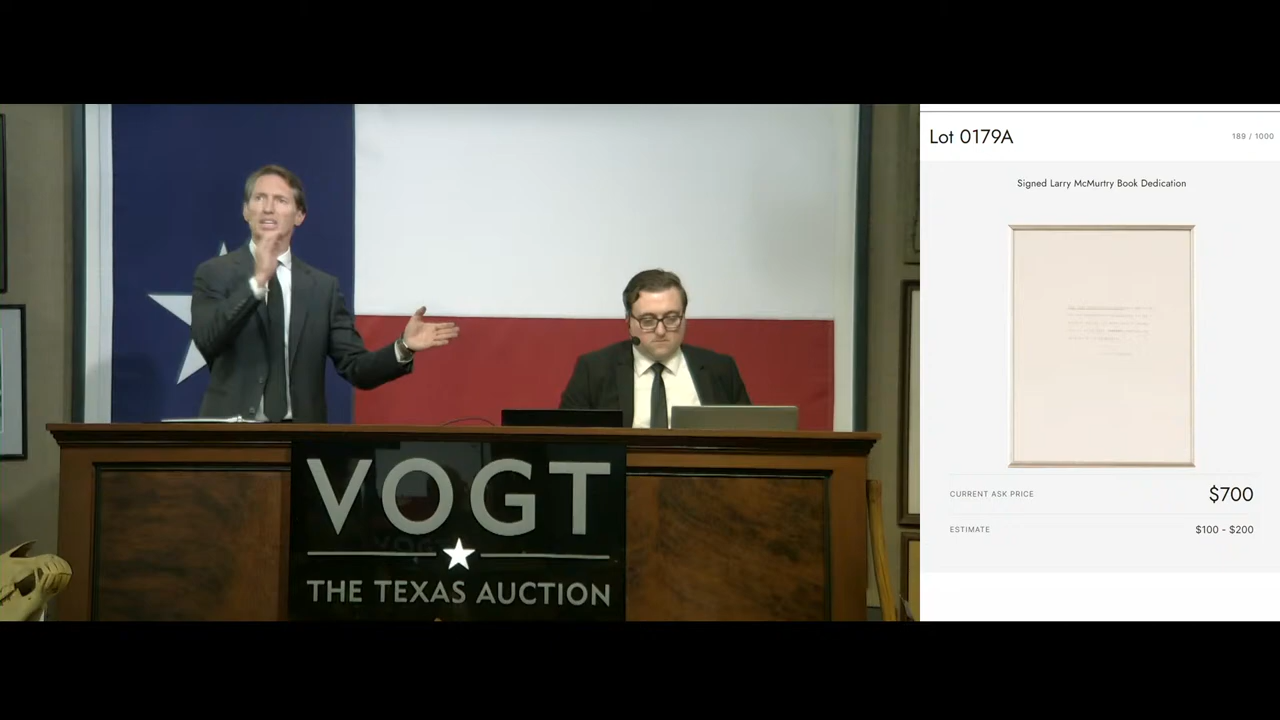 Lot 0179A
189 / 1000
Signed Larry McMurtry Book Dedication
CURRENT ASK PRICE
$700
ESTIMATE
$100 - $200
VOGT
THE TEXAS AUCTION